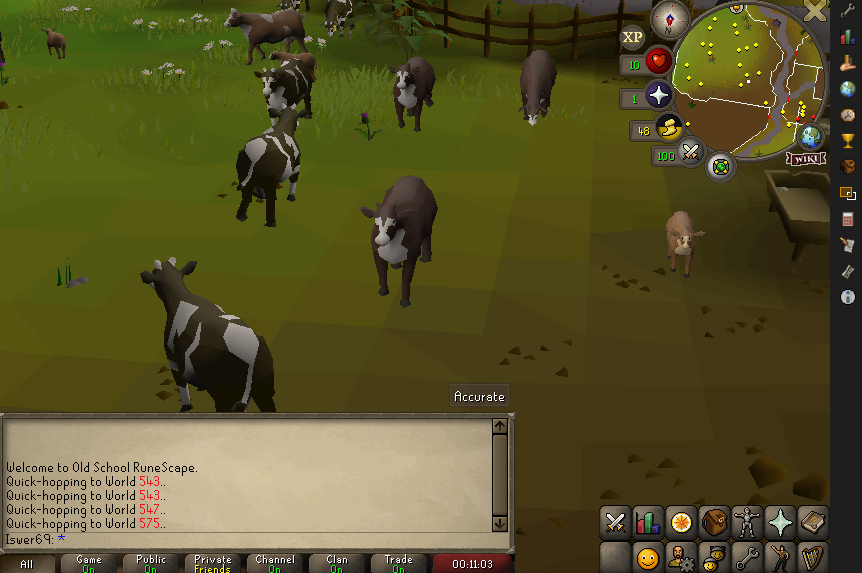 XP
10
1
48
100
WIKI
Accurate
Welcome to Old School RuneScape.
Quick-hopping to World 543..
Quick-hopping to World 543..
Quick-hopping to World 547..
Quick-hopping to World 575..
Iswer69: *
All
Game
On
Public
On
Private
Friends
Channel
On
Clan
On
Trade
On
00:11:03